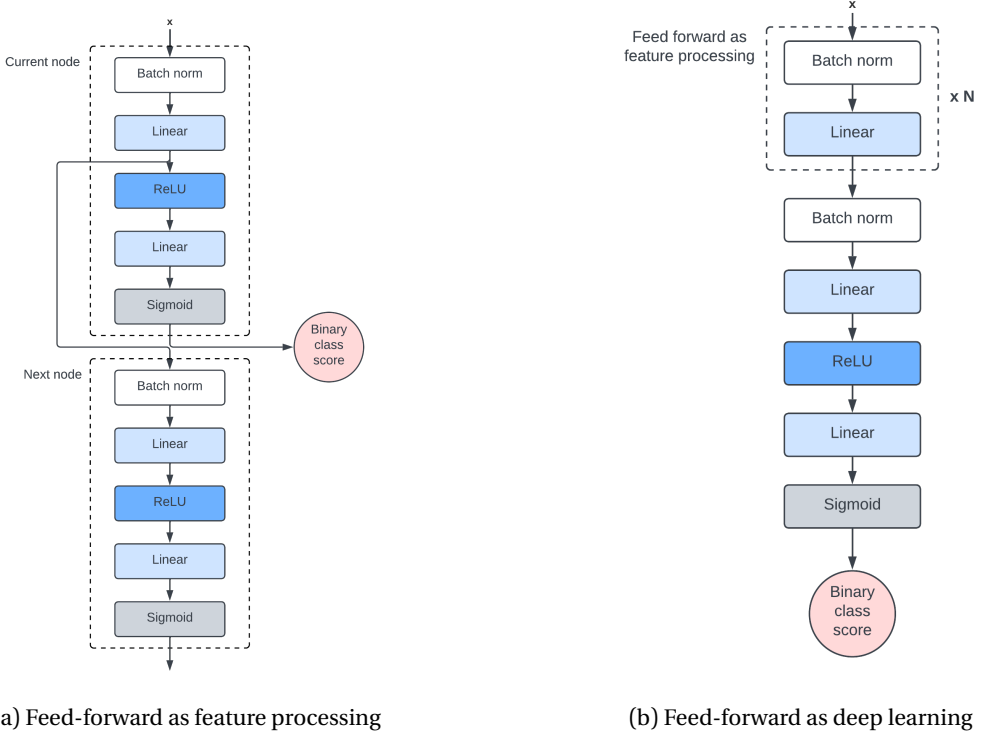 x
Current node
Batch norm
Linear
ReLU
Linear
Sigmoid
Binary
class
score
Next node
Batch norm
Linear
ReLU
Linear
Sigmoid
a) Feed-forward as feature processing
x
Feed forward as
feature processing
Batch norm
Linear
x N
Batch norm
Linear
ReLU
Linear
Sigmoid
Binary
class
score
(b) Feed-forward as deep learning